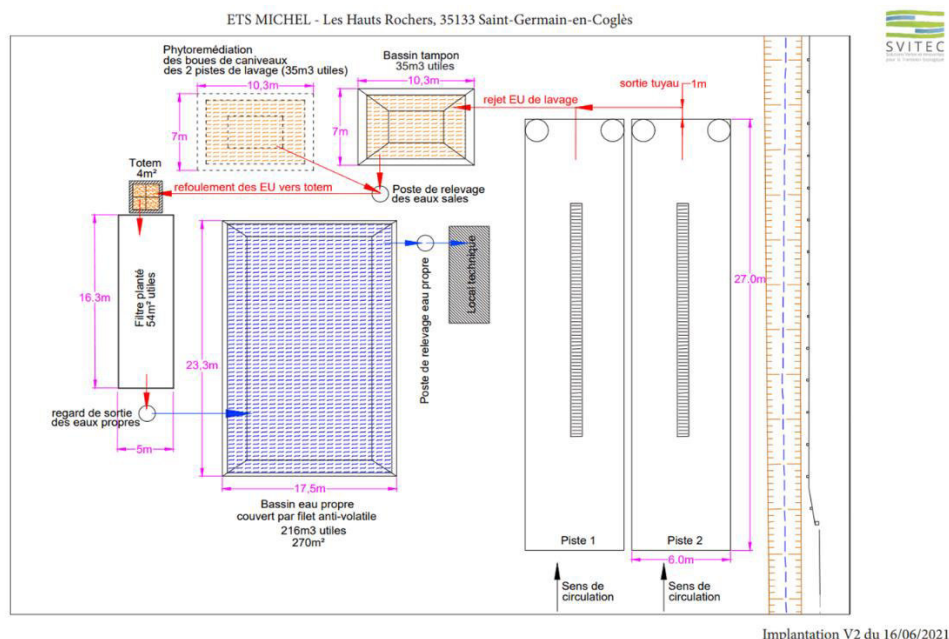 ETS MICHEL - Les Hauts Rochers, 35133 Saint-Germain-en-Coglès
SVITEC
Phytoremédiation
des boues de caniveaux
des 2 pistes de lavage (35m3 utiles)
10,3m
7m
Bassin tampon
35m3 utiles
10,3m
7m
rejet EU de lavage
sortie tuyau
1m
Totem
4m²
refoulement des EU vers totem
Poste de relevage
des eaux sales
16.3m
Filtre planté
54m² utiles
23,3m
Poste de relevage eau propre
Local technique
27.0m
regard de sortie
des eaux propres
5m
17,5m
Bassin eau propre
couvert par filet anti-volatile
216m3 utiles
270m²
Piste 1
Piste 2
6.0m
Sens de
circulation
Sens de
circulation
Implantation V2 du 16/06/2021